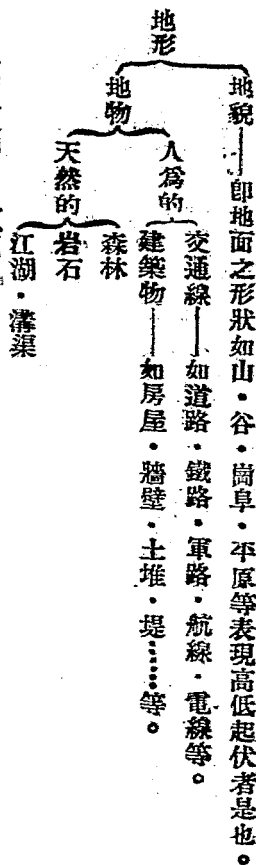 地形
地貌——卽地面之形狀如山・谷・崗阜・平原等表現高低起伏者是也。
地物
人爲的
交通線——如道路・鐵路・軍路・航線・電線等。
建築物——如房屋・牆壁・土堆・堤……等。
天然的
森林
岩石
江湖・溝渠